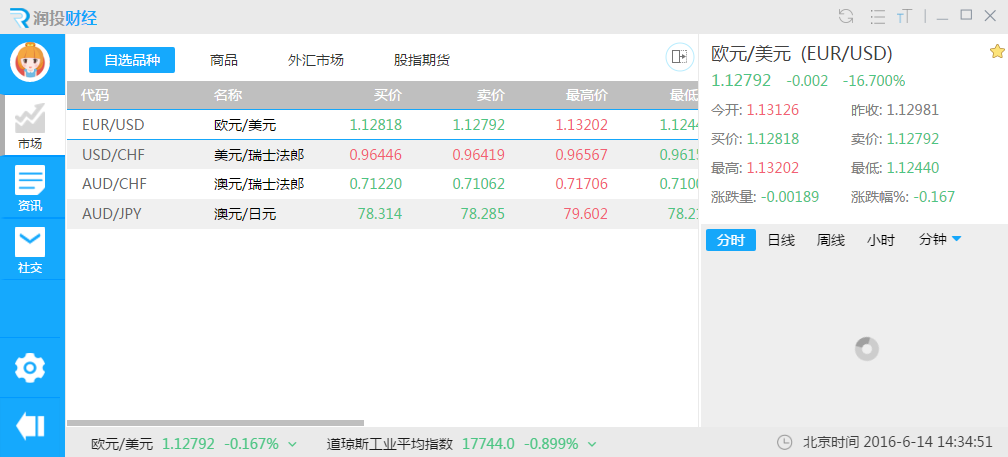 润投财经
市场
资讯
社交
自选品种 商品 外汇市场 股指期货
代码 名称 买价 卖价 最高价 最低
EUR/USD 欧元/美元 1.12818 1.12792 1.13202 1.124
USD/CHF 美元/瑞士法郎 0.96446 0.96419 0.96567 0.961
AUD/CHF 澳元/瑞士法郎 0.71220 0.71062 0.71706 0.710
AUD/JPY 澳元/日元 78.314 78.285 79.602 78.2
欧元/美元 (EUR/USD)
1.12792 -0.002 -16.700%
今开: 1.13126 昨收: 1.12981
买价: 1.12818 卖价: 1.12792
最高: 1.13202 最低: 1.12440
涨跌量: -0.00189 涨跌幅%: -0.167
分时 日线 周线 小时 分钟
欧元/美元 1.12792 -0.167% 道琼斯工业平均指数 17744.0 -0.899% 北京时间 2016-6-14 14:34:51